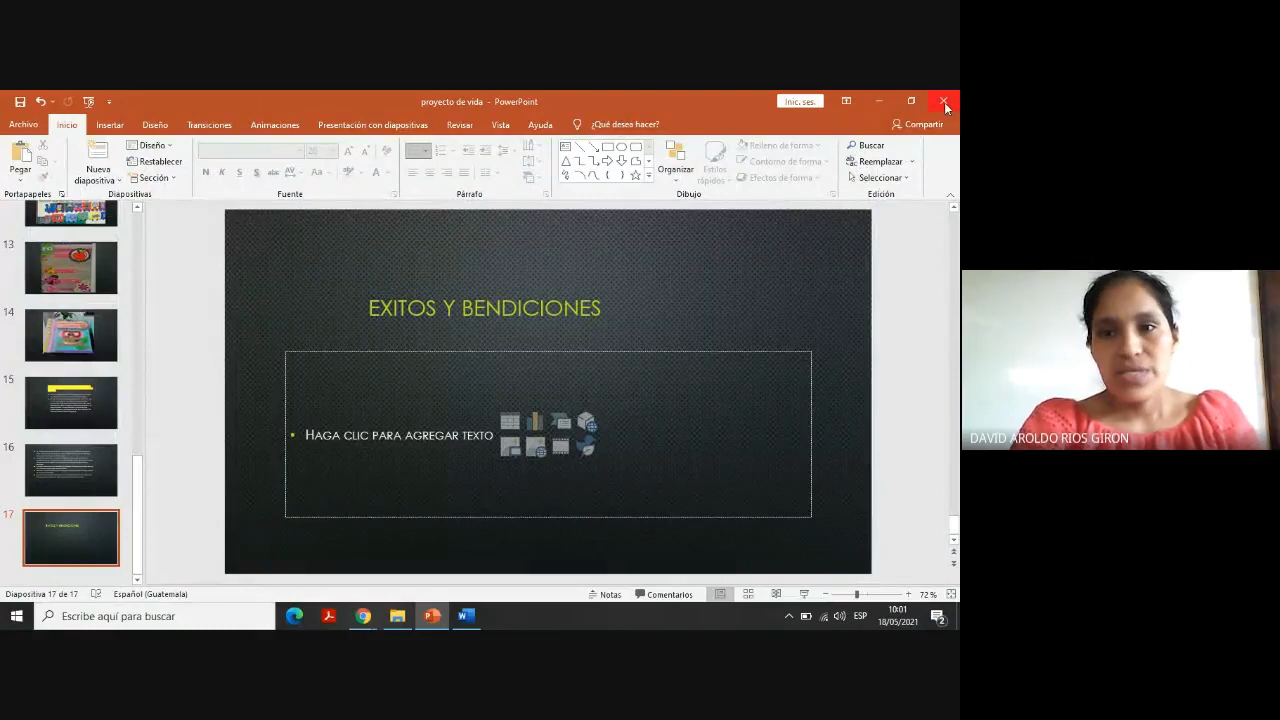 proyecto de vida - PowerPoint
Inic. ses.
Archivo Inicio Insertar Diseño Transiciones Animaciones Presentación con diapositivas Revisar Vista Ayuda ¿Qué desea hacer? Compartir
Pegar
Nueva diapositiva
Diseño
Restablecer
Sección
N K S S abc AV Aa A
Organizar
Estilos rápidos
Relleno de forma
Contorno de forma
Efectos de forma
Buscar
Reemplazar
Seleccionar
Portapapeles Diapositivas Fuente Párrafo Dibujo Edición
13
14
15
16
17
EXITOS Y BENDICIONES
• HAGA CLIC PARA AGREGAR TEXTO
DAVID AROLDO RIOS GIRON
Diapositiva 17 de 17 Español (Guatemala) Notas Comentarios 72 %
Escribe aquí para buscar
ESP
10:01
18/05/2021
2